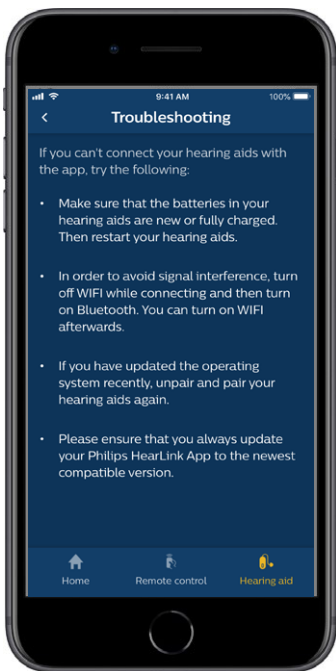 9:41 AM
100%
Troubleshooting
If you can't connect your hearing aids with
the app, try the following:
• Make sure that the batteries in your
hearing aids are new or fully charged.
Then restart your hearing aids.
• In order to avoid signal interference, turn
off WIFI while connecting and then turn
on Bluetooth. You can turn on WIFI
afterwards.
• If you have updated the operating
system recently, unpair and pair your
hearing aids again.
• Please ensure that you always update
your Philips HearLink App to the newest
compatible version.
Home
Remote control
Hearing aid